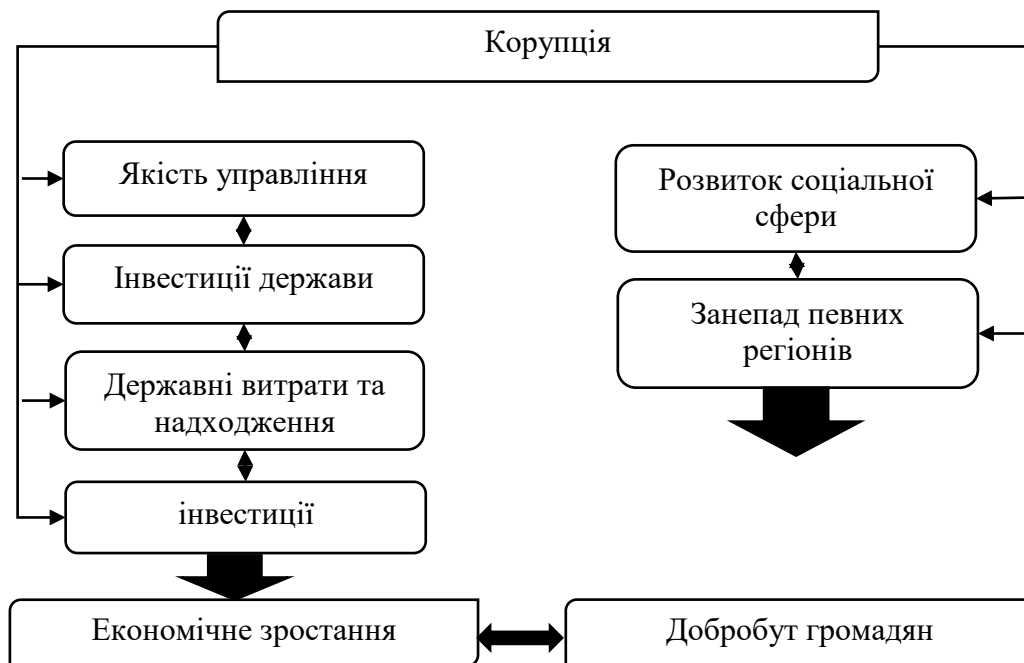 Корупція
Якість управління
Інвестиції держави
Державні витрати та
надходження
інвестиції
Розвиток соціальної
сфери
Занепад певних
регіонів
Економічне зростання
Добробут громадян